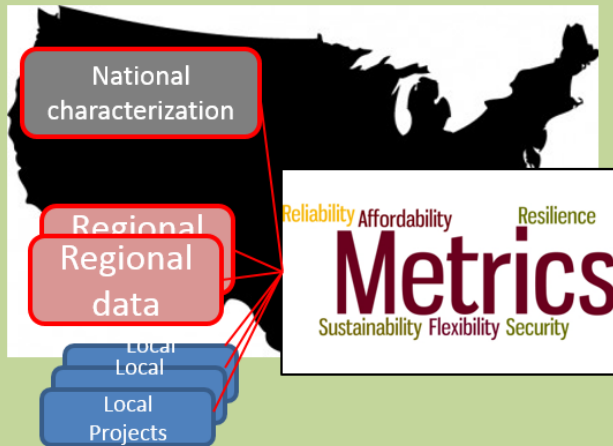 National
characterization
Regional
Regional
data
Local
Local
Local
Projects
Reliability Affordability Resilience
Metrics
Sustainability Flexibility Security